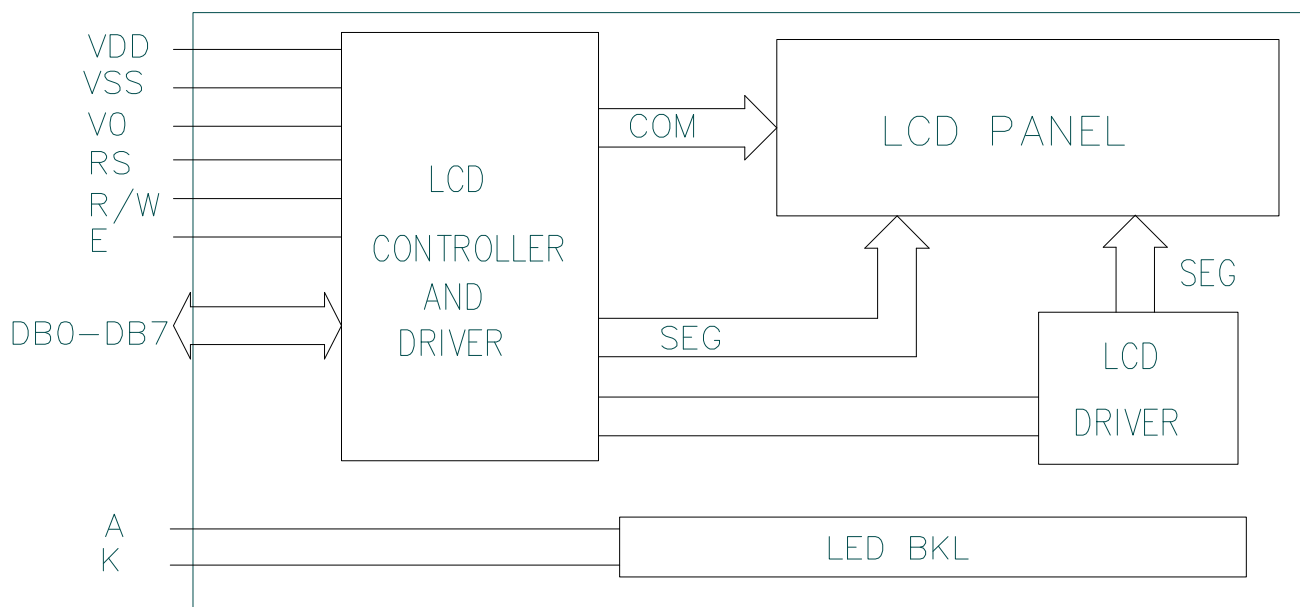 VDD
VSS
V0
RS
R/W
E
DB0-DB7
A
K
LCD
CONTROLLER
AND
DRIVER
COM
SEG
LCD PANEL
SEG
LCD
DRIVER
LED BKL